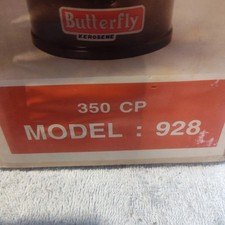 Butterfly
350 CP
MODEL : 928